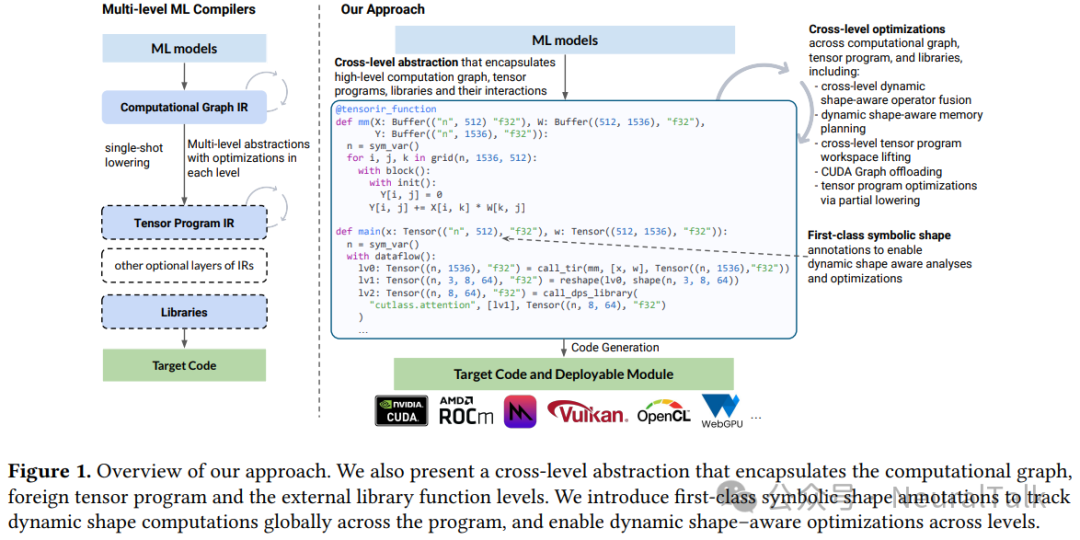 Multi-level ML Compilers
ML models
Computational Graph IR
single-shot
lowering
Multi-level abstractions
with optimizations in
each level
Tensor Program IR
other optional layers of IRs
Libraries
Target Code
Our Approach
ML models
Cross-level abstraction that encapsulates
high-level computation graph, tensor
programs, libraries and their interactions
@tensorir_function
def mm(X: Buffer(("n", 512) "f32"), W: Buffer((512, 1536), "f32"),
Y: Buffer(("n", 1536), "f32")):
n = sym_var()
for i, j, k in grid(n, 1536, 512):
with block():
with init():
Y[i, j] = 0
Y[i, j] += X[i, k] * W[k, j]
def main(x: Tensor(("n", 512), "f32"), w: Tensor((512, 1536), "f32")):
n = sym_var()
with dataflow():
lv0: Tensor((n, 1536), "f32") = call_tir(mm, [x, w], Tensor((n, 1536),"f32"))
lv1: Tensor((n, 3, 8, 64), "f32") = reshape(lv0, shape(n, 3, 8, 64))
lv2: Tensor((n, 8, 64), "f32") = call_dps_library(
"cutlass.attention", [lv1], Tensor((n, 8, 64), "f32")
)
...
Cross-level optimizations
across computational graph,
tensor program, and libraries,
including:
- cross-level dynamic
shape-aware operator fusion
- dynamic shape-aware memory
planning
- cross-level tensor program
workspace lifting
- CUDA Graph offloading
- tensor program optimizations
via partial lowering
First-class symbolic shape
annotations to enable
dynamic shape aware analyses
and optimizations
Code Generation
Target Code and Deployable Module
NVIDIA
CUDA
AMD
ROCm
Vulkan
OpenCL
WebGPU
...
Figure 1. Overview of our approach. We also present a cross-level abstraction that encapsulates the computational graph,
foreign tensor program and the external library function levels. We introduce first-class symbolic shape annotations to track
dynamic shape computations globally across the program, and enable dynamic shape–aware optimizations across levels.
公众号 · NeuralTalk